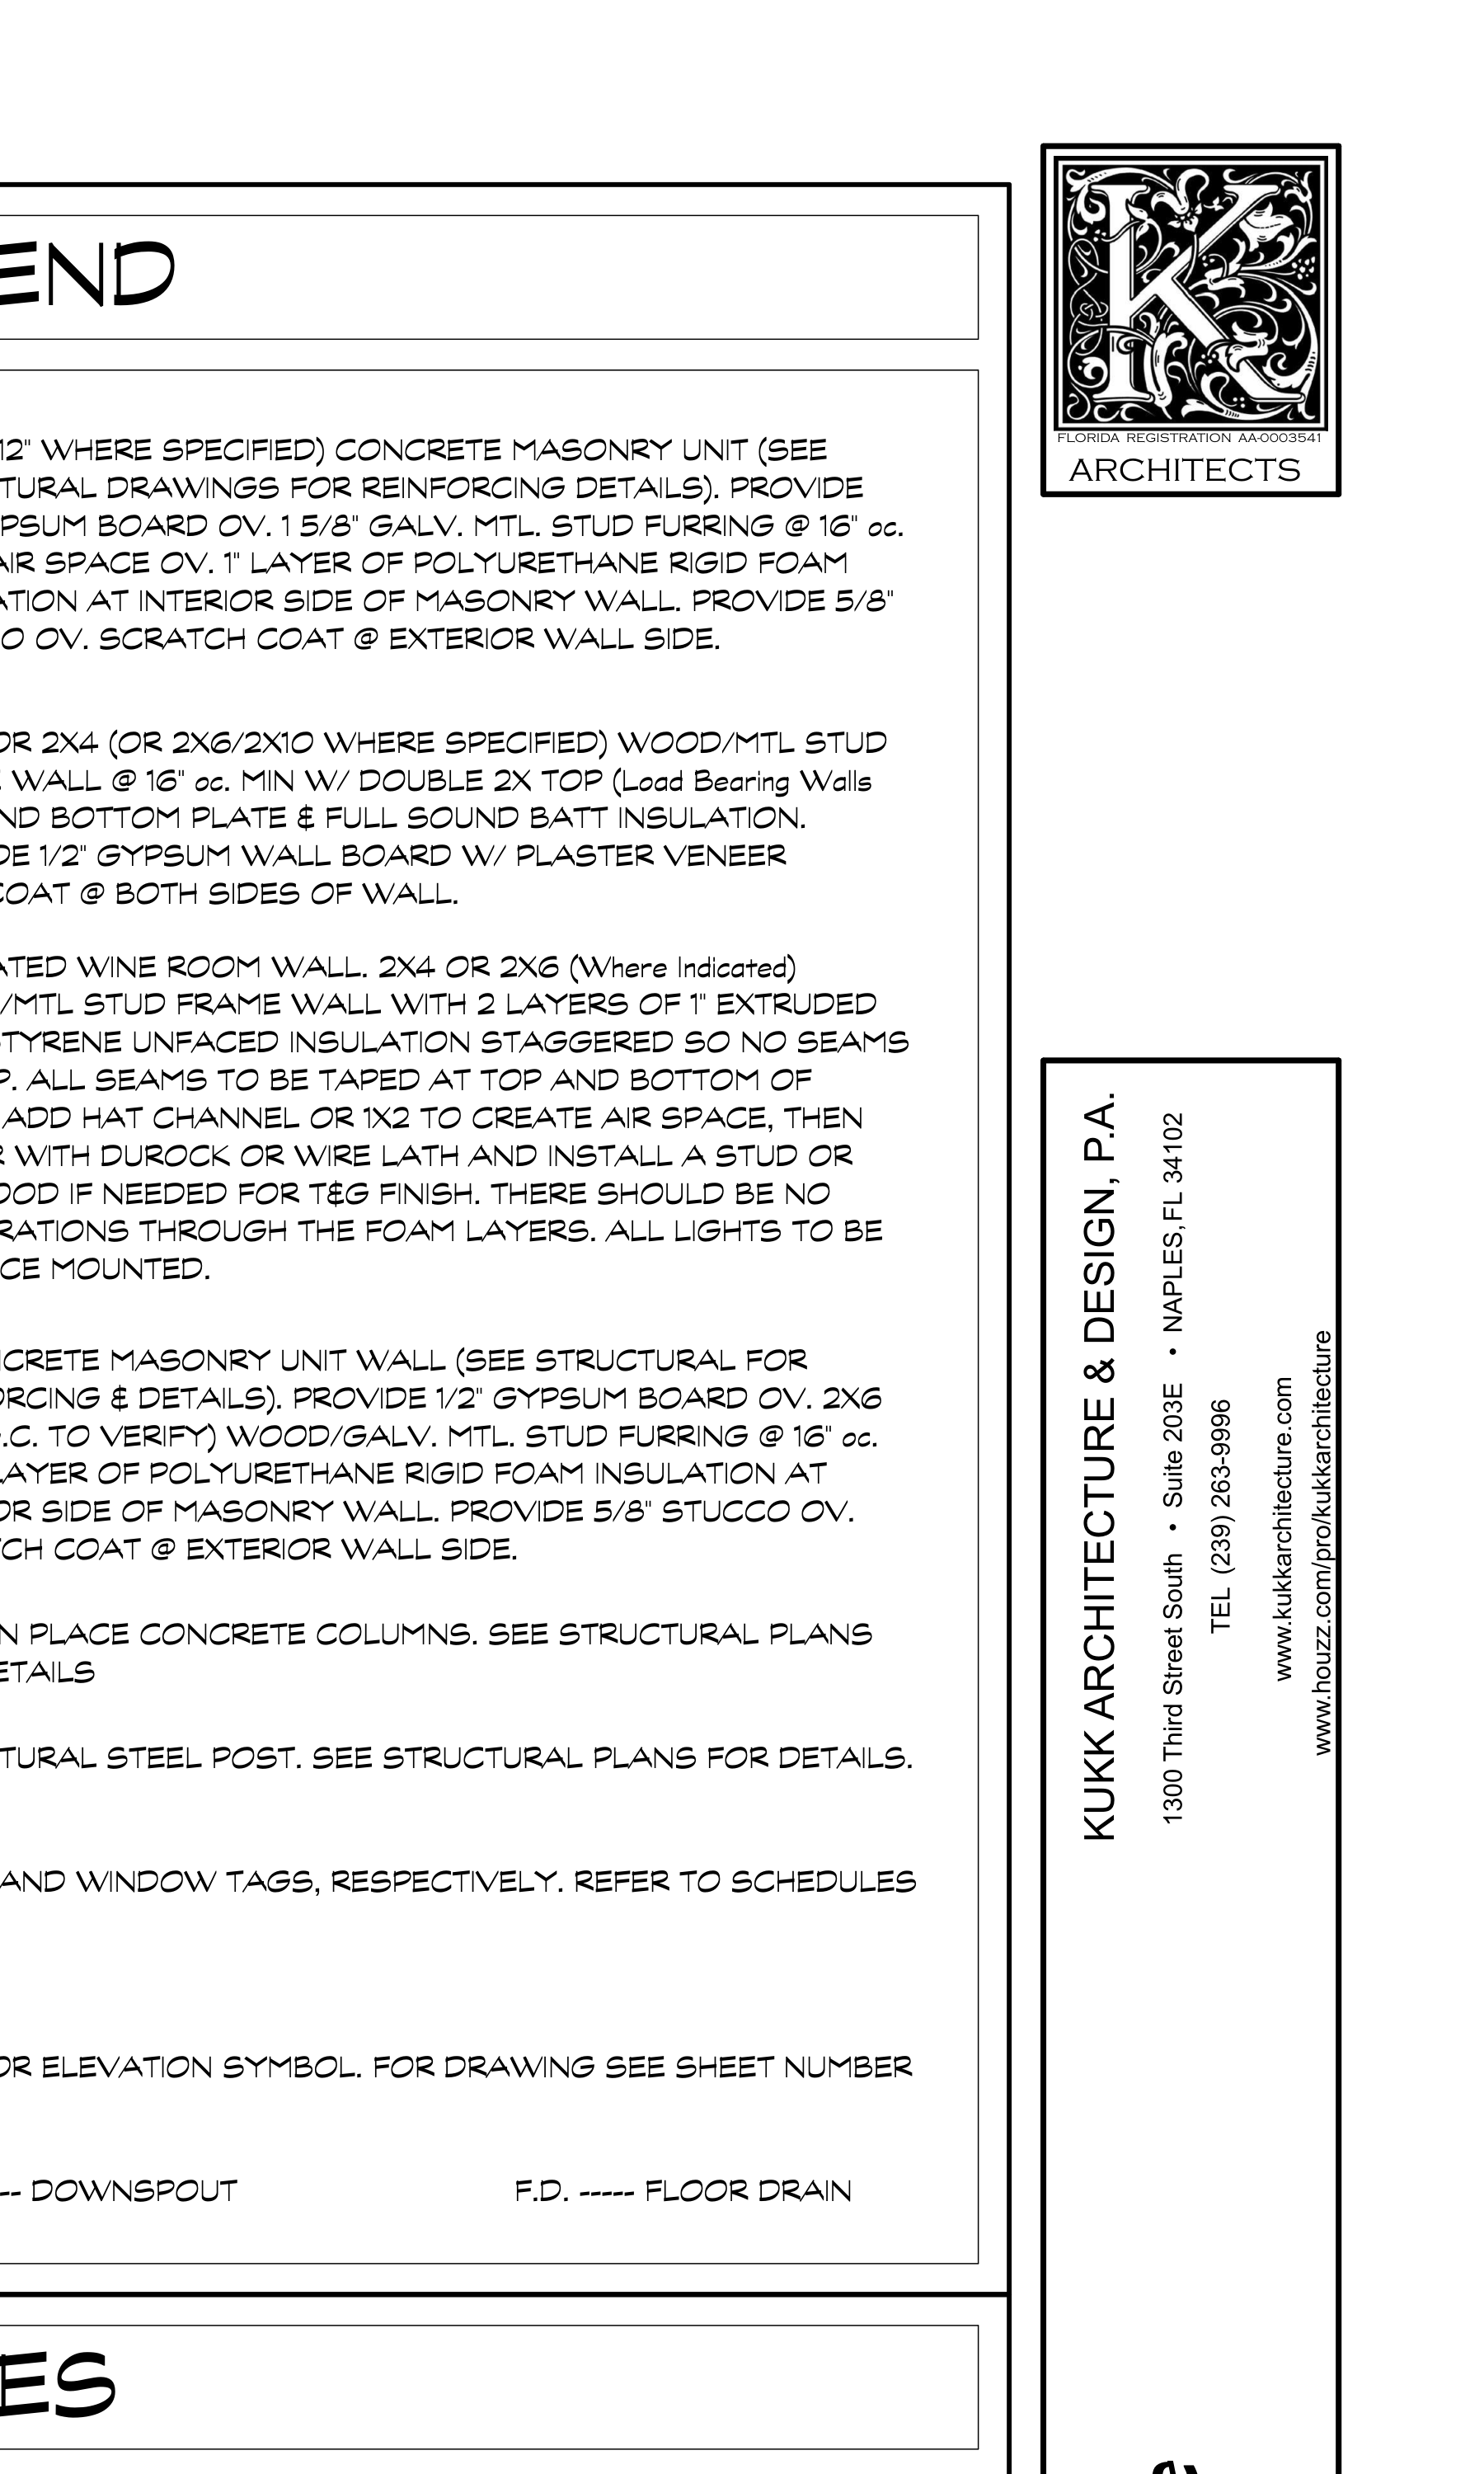 END
12" WHERE SPECIFIED) CONCRETE MASONRY UNIT (SEE
TURAL DRAWINGS FOR REINFORCING DETAILS). PROVIDE
PSUM BOARD OV. 1 5/8" GALV. MTL. STUD FURRING @ 16" oc.
AIR SPACE OV. 1" LAYER OF POLYURETHANE RIGID FOAM
ATION AT INTERIOR SIDE OF MASONRY WALL. PROVIDE 5/8"
O OV. SCRATCH COAT @ EXTERIOR WALL SIDE.
OR 2X4 (OR 2X6/2X10 WHERE SPECIFIED) WOOD/MTL STUD
WALL @ 16" oc. MIN W/ DOUBLE 2X TOP (Load Bearing Walls
ND BOTTOM PLATE & FULL SOUND BATT INSULATION.
DE 1/2" GYPSUM WALL BOARD W/ PLASTER VENEER
COAT @ BOTH SIDES OF WALL.
ATED WINE ROOM WALL. 2X4 OR 2X6 (Where Indicated)
/MTL STUD FRAME WALL WITH 2 LAYERS OF 1" EXTRUDED
STYRENE UNFACED INSULATION STAGGERED SO NO SEAMS
P. ALL SEAMS TO BE TAPED AT TOP AND BOTTOM OF
ADD HAT CHANNEL OR 1X2 TO CREATE AIR SPACE, THEN
R WITH DUROCK OR WIRE LATH AND INSTALL A STUD OR
OOD IF NEEDED FOR T&G FINISH. THERE SHOULD BE NO
RATIONS THROUGH THE FOAM LAYERS. ALL LIGHTS TO BE
CE MOUNTED.
NCRETE MASONRY UNIT WALL (SEE STRUCTURAL FOR
ORCING & DETAILS). PROVIDE 1/2" GYPSUM BOARD OV. 2X6
.C. TO VERIFY) WOOD/GALV. MTL. STUD FURRING @ 16" oc.
LAYER OF POLYURETHANE RIGID FOAM INSULATION AT
OR SIDE OF MASONRY WALL. PROVIDE 5/8" STUCCO OV.
TCH COAT @ EXTERIOR WALL SIDE.
N PLACE CONCRETE COLUMNS. SEE STRUCTURAL PLANS
ETAILS
TURAL STEEL POST. SEE STRUCTURAL PLANS FOR DETAILS.
AND WINDOW TAGS, RESPECTIVELY. REFER TO SCHEDULES
OR ELEVATION SYMBOL. FOR DRAWING SEE SHEET NUMBER
-- DOWNSPOUT
F.D. ----- FLOOR DRAIN
ES
K
FLORIDA REGISTRATION AA-0003541
ARCHITECTS
KUKK ARCHITECTURE & DESIGN, P.A.
1300 Third Street South • Suite 203E • NAPLES, FL 34102
TEL (239) 263-9996
www.kukkarchitecture.com
www.houzz.com/pro/kukkarchitecture